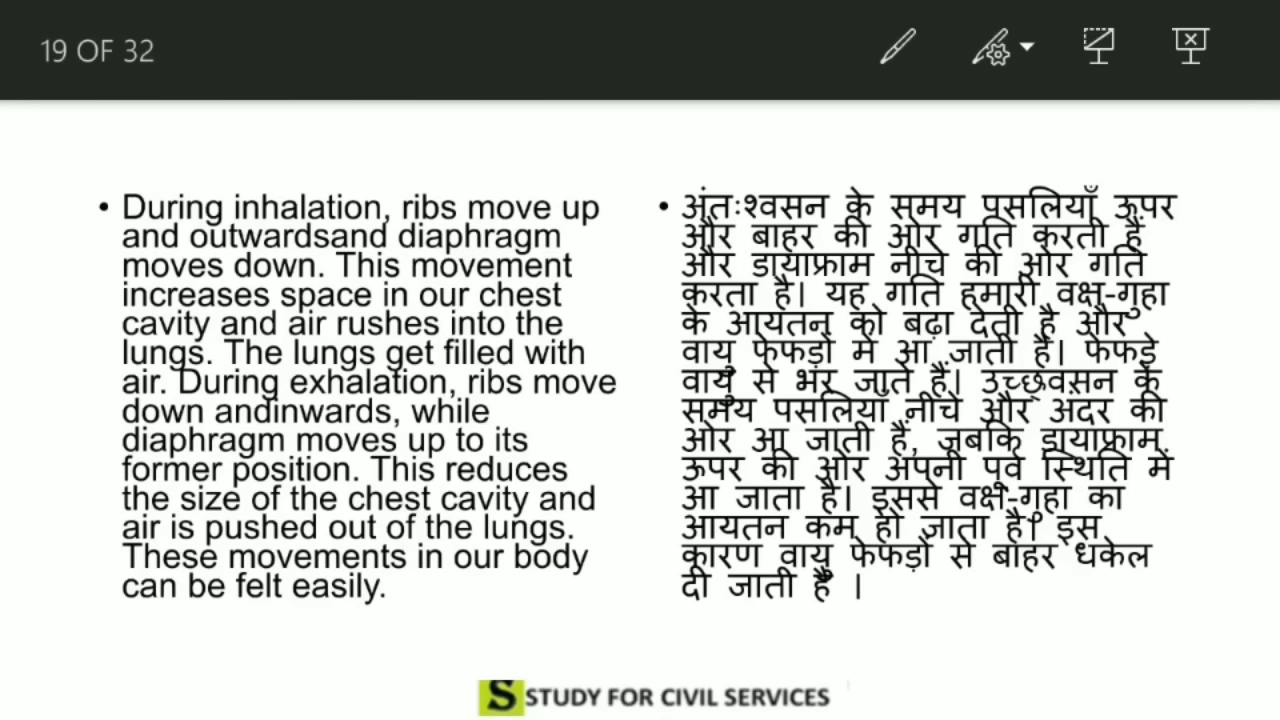 19 OF 32
• During inhalation, ribs move up
and outwardsand diaphragm
moves down. This movement
increases space in our chest
cavity and air rushes into the
lungs. The lungs get filled with
air. During exhalation, ribs move
down andinwards, while
diaphragm moves up to its
former position. This reduces
the size of the chest cavity and
air is pushed out of the lungs.
These movements in our body
can be felt easily.
• अंतःश्वसन के समय पसलियाँ ऊपर
और बाहर की ओर गति करती हैं
और डायाफ्राम नीचे की ओर गति
करता है। यह गति हमारी वक्ष-गुहा
के आयतन को बढ़ा देती है और
वायु फेफड़ों में आ जाती है। फेफड़े
वायु से भर जाते हैं। उच्छ्वसन के
समय पसलियाँ नीचे और अंदर की
ओर आ जाती हैं, जबकि डायाफ्राम
ऊपर की ओर अपनी पूर्व स्थिति में
आ जाता है। इससे वक्ष-गुहा का
आयतन कम हो जाता है। इस
कारण वायु फेफड़ों से बाहर धकेल
दी जाती है ।
S STUDY FOR CIVIL SERVICES